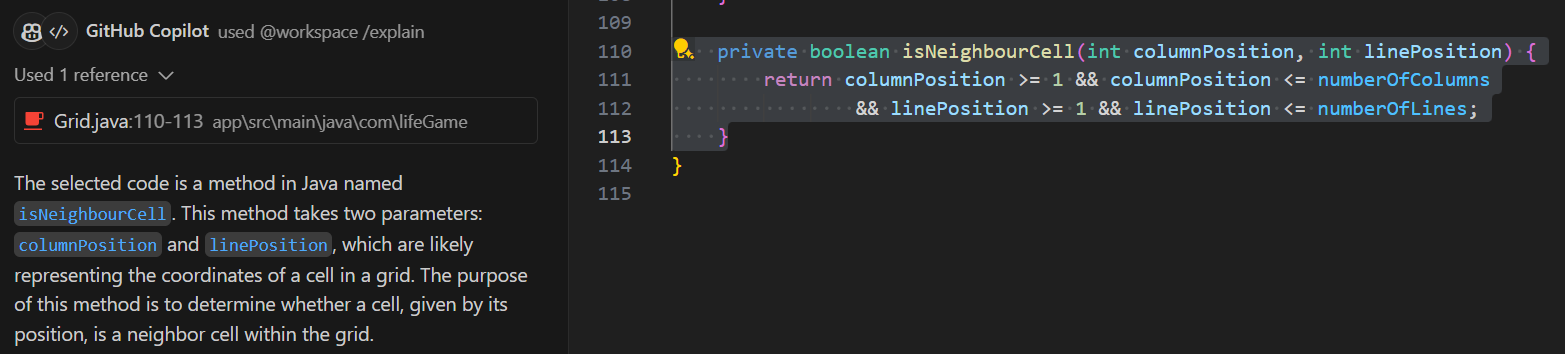 GitHub Copilot used @workspace /explain
Used 1 reference
Grid.java:110-113 app\src\main\java\com\lifeGame
The selected code is a method in Java named
isNeighbourCell. This method takes two parameters:
columnPosition and linePosition, which are likely
representing the coordinates of a cell in a grid. The purpose
of this method is to determine whether a cell, given by its
position, is a neighbor cell within the grid.
109
110 private boolean isNeighbourCell(int columnPosition, int linePosition) {
111 return columnPosition >= 1 && columnPosition <= numberOfColumns
112 && linePosition >= 1 && linePosition <= numberOfLines;
113 }
114 }
115